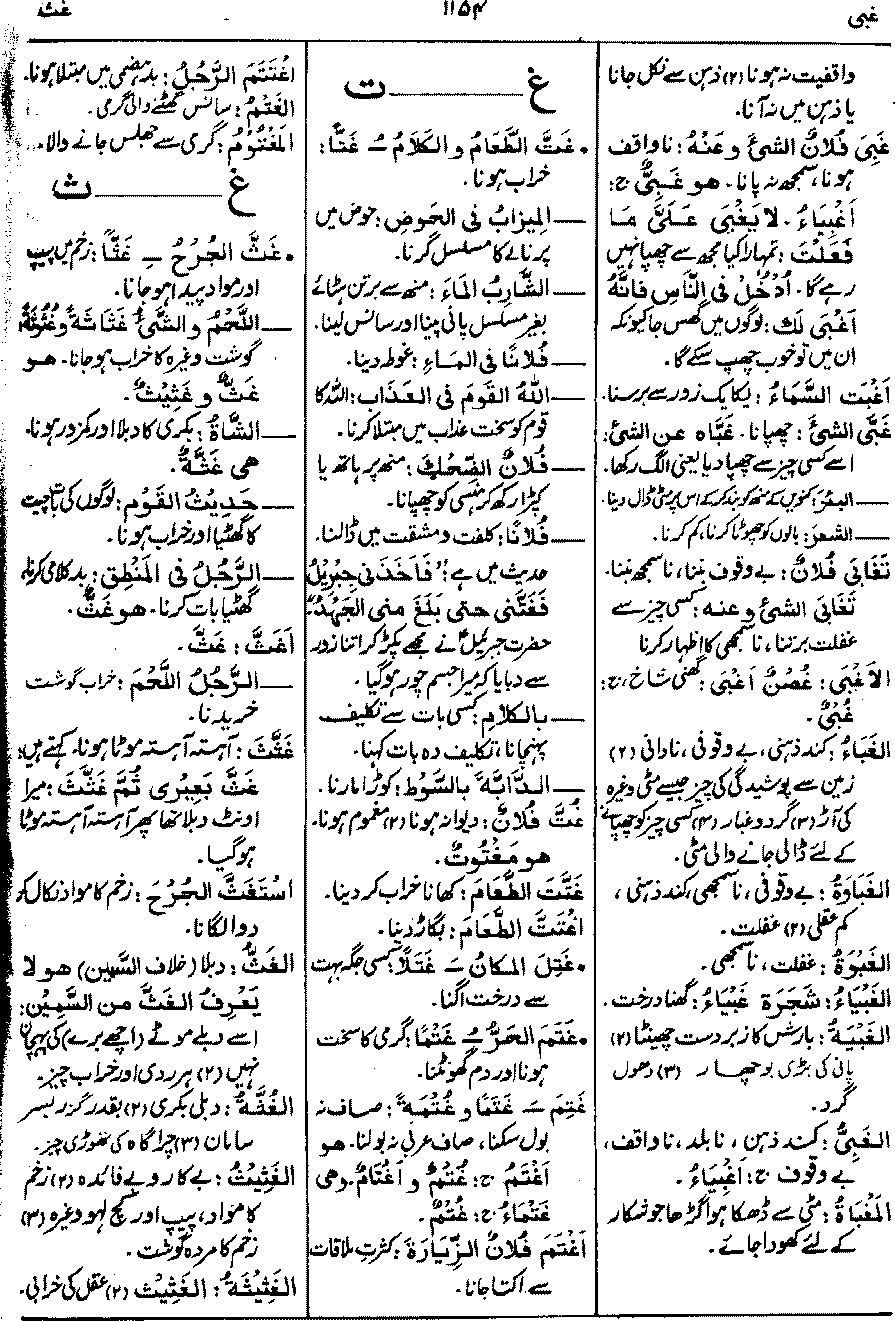 غبی
۱۱۵۴
غث
واقفیت نہ ہونا (۲) ذہن سے نکل جانا
یا ذہن میں نہ آنا۔
غَبِیَ فُلَانٌ الشئَ و عَنْهُ: ناواقف
ہونا، سمجھ نہ پانا۔ هو غَبِیٌّ ج:
أَغْبِیَاءُ۔ لَا یَغْبٰی عَلَیَّ مَا
فَعَلْتَ: تمہارا کیا مجھ سے چھپا نہیں
رہے گا۔ اُدْخُلْ فِی النَّاسِ فَاِنَّهٗ
اَغْبٰی لَكَ: لوگوں میں گھس جا کیونکہ
ان میں تو خوب چھپ سکے گا۔
اَغْبَتِ السَّمَاءُ: یکایک زور سے برسنا۔
غَبَّی الشئَ: چھپانا۔ غَبَّاه عن الشئ:
اسے کسی چیز سے چھپا دیا یعنی الگ رکھا۔
— البئرَ: کنویں کے منھ کو بند کرکے اس پر مٹی ڈال دینا۔
— الشعرَ: بالوں کو چھوٹا کرنا، کم کرنا۔
تَغَابٰی فُلَانٌ: بے وقوف بننا، ناسمجھ بننا۔
تَغَابَی الشئَ و عنه: کسی چیز سے
غفلت برتنا، ناسمجھی کا اظہار کرنا
الأَغْبٰی: غُصْنٌ اَغْبٰی: گھنی شاخ، ج:
غُبْیٌ۔
الغَبَاءُ: کند ذہنی، بے وقوفی، نادانی (۲)
زمین سے پوشیدگی کی چیز جیسے مٹی وغیرہ
کی آڑ (۳) گرد و غبار (۴) کسی چیز کو چھپانے
کے لئے ڈالی جانے والی مٹی۔
الغَبَاوَةُ: بے وقوفی، ناسمجھی، کند ذہنی،
کم عقلی (۲) غفلت۔
الغَبْوَةُ: غفلت، ناسمجھی۔
الغَبْیَاءُ: شَجَرَة غَبْیَاءُ: گھنا درخت۔
الغَبْیَةُ: بارش کا زبردست چھینٹا (۲)
پانی کی بڑی بوچھار (۳) دھول
گرد۔
الغَبِیُّ: کند ذہن، نابلد، ناواقف،
بے وقوف ج: اَغْبِیَاءُ۔
المُغَبَّاةُ: مٹی سے ڈھکا ہوا گڑھا جو شکار
کے لئے کھودا جائے۔
غ — ت
• غَتَّ الطَّعَامُ و الكَلَامُ ـُ غَتًّا:
خراب ہونا۔
— المِیزَابُ فی الحَوضِ: حوض میں
پرنالے کا مسلسل گرنا۔
— الشَّارِبُ المَاءَ: منھ سے برتن ہٹائے
بغیر مسلسل پانی پینا اور سانس لینا۔
— فُلَانًا فی المَاءِ: غوطہ دینا۔
— اللّٰهُ القَومَ فی العَذَابِ: اللہ کا
قوم کو سخت عذاب میں مبتلا کرنا۔
— فُلَانٌ الضِّحْكَ: منھ پر ہاتھ یا
کپڑا رکھ کر ہنسی کو چھپانا۔
— فُلَانًا: کلفت و مشقت میں ڈالنا۔
حدیث میں ہے: "فَأَخَذَنِی جِبْرِیْلُ
فَغَتَّنِی حتی بَلَغَ منی الجَهْدُ"
حضرت جبرئیل نے مجھے پکڑ کر اتنا زور
سے دبایا کہ میرا جسم چور ہوگیا۔
— بالكَلَامِ: کسی بات سے تکلیف
پہنچانا، تکلیف دہ بات کہنا۔
— الدَّابَّةَ بالسَّوْطِ: کوڑا مارنا۔
غُتَّ فُلَانٌ: دیوانہ ہونا (۲) مغموم ہونا۔
هو مَغْتُوتٌ۔
غَتَّتَ الطَّعَامَ: کھانا خراب کر دینا۔
اغْتَتَّ الطَّعَامَ: بگاڑ دینا۔
• غَتِلَ المكانُ ـَ غَتَلًا: کسی جگہ بہت
سے درخت اگنا۔
• غَتَمَ الحَرُّ ـُ غَتْمًا: گرمی کا سخت
ہونا اور دم گھونٹنا۔
غَتِمَ ـَ غَتَمًا و غُتْمَةً: صاف نہ
بول سکنا، صاف عربی نہ بولنا۔ هو
اَغْتَمُ ج: غُتْمٌ و اَغْتَامٌ۔ وهی
غَتْمَاءُ ج: غُتْمٌ۔
اَغْتَمَ فُلَانٌ الزِّیَارَةَ: کثرتِ ملاقات
سے اکتا جانا۔
اغْتَتَمَ الرَّجُلُ: بدہضمی میں مبتلا ہونا۔
الغَتْمُ: سانس گھٹنے والی گرمی۔
المَغْتُوْمُ: گرمی سے جھلس جانے والا۔
غ — ث
• غَثَّ الجُرْحُ ـِ غَثًّا: زخم میں پیپ
اور مواد پیدا ہو جانا۔
— اللَّحْمُ و الشئُ غَثَاثَةً و غُثُوْثَةً:
گوشت وغیرہ کا خراب ہو جانا۔ هو
غَثٌّ و غَثِیْثٌ۔
— الشَّاةُ: بکری کا دبلا اور کمزور ہونا۔
هی غَثَّةٌ۔
— حَدِیْثُ القَوْمِ: لوگوں کی بات چیت
کا گھٹیا اور خراب ہونا۔
— الرَّجُلُ فی المَنْطِقِ: بدکلامی کرنا،
گھٹیا بات کرنا۔ هو غَثٌّ۔
أَغَثَّ: غَثَّ۔
— الرَّجُلُ اللَّحْمَ: خراب گوشت
خریدنا۔
غَثَّثَ: آہستہ آہستہ موٹا ہونا۔ کہتے ہیں:
غَثَّ بَعِیْرِی ثُمَّ غَثَّثَ: میرا
اونٹ دبلا تھا پھر آہستہ آہستہ موٹا
ہوگیا۔
اسْتَغَثَّ الجُرْحَ: زخم کا مواد نکال کر
دوا لگانا۔
الغَثُّ: دبلا (خلاف السَّمِین) هو لا
یَعْرِفُ الغَثَّ من السَّمِیْنِ:
اسے دبلے موٹے (اچھے برے) کی پہچان
نہیں (۲) ہر ردی اور خراب چیز۔
الغُثَّةُ: دبلی بکری (۲) بقدر گزر بسر
سامان (۳) چراگاہ کی تھوڑی چیز۔
الغَثِیْثُ: بے کار و بے فائدہ (۲) زخم
کا مواد، پیپ اور کچ لہو وغیرہ (۳)
زخم کا مردہ گوشت۔
الغَثِیْثَةُ: الغَثِیْث (۲) عقل کی خرابی۔